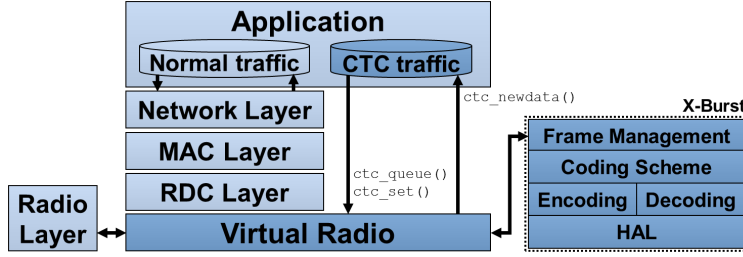 Application
Normal traffic
CTC traffic
ctc_newdata()
Network Layer
MAC Layer
RDC Layer
ctc_queue()
ctc_set()
Radio
Layer
Virtual Radio
X-Burst
Frame Management
Coding Scheme
Encoding
Decoding
HAL